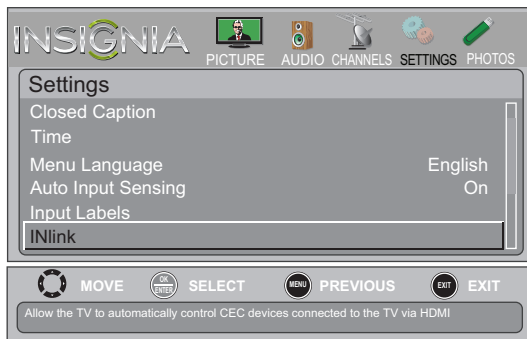 INSIGNIA
PICTURE AUDIO CHANNELS SETTINGS PHOTOS
Settings
Closed Caption
Time
Menu Language English
Auto Input Sensing On
Input Labels
INlink
MOVE OK ENTER SELECT MENU PREVIOUS EXIT EXIT
Allow the TV to automatically control CEC devices connected to the TV via HDMI